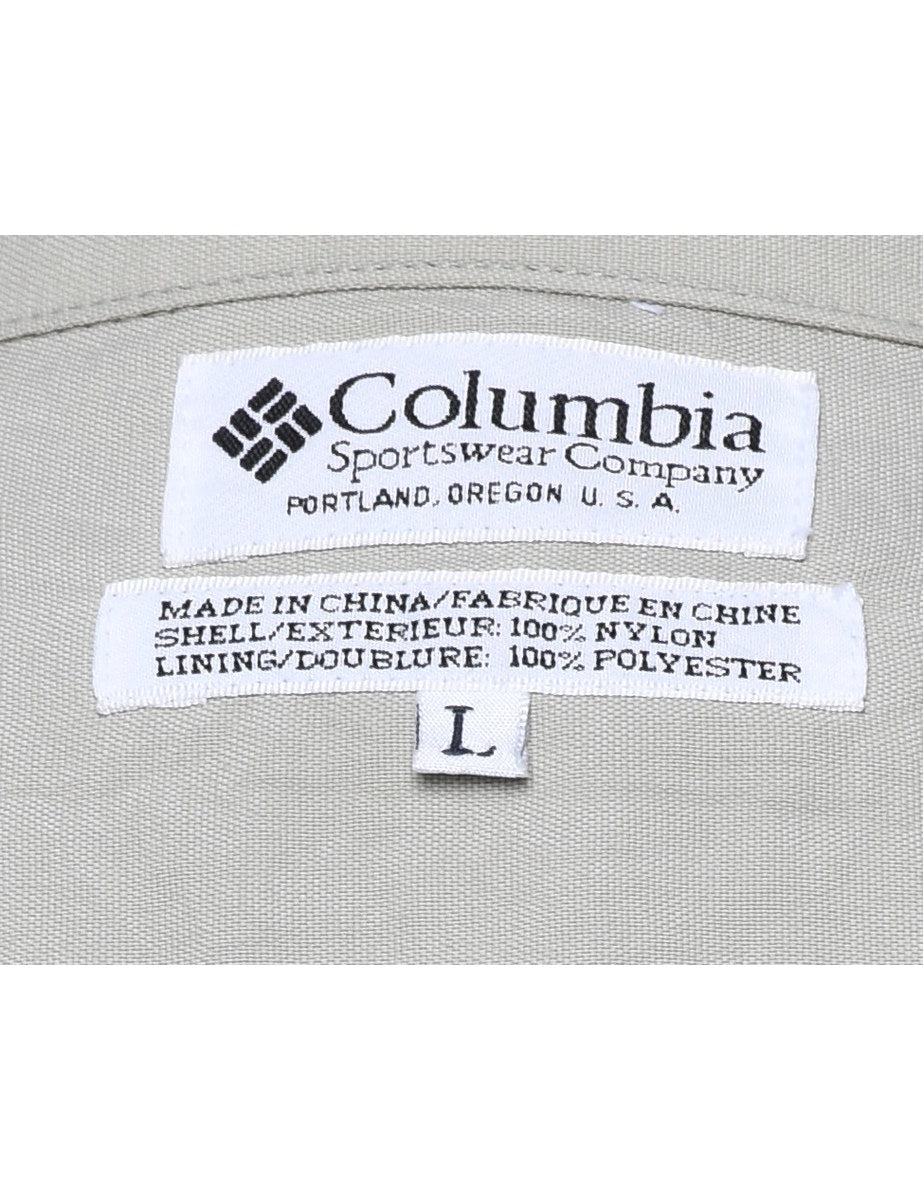 Columbia
Sportswear Company
PORTLAND, OREGON U. S. A.
MADE IN CHINA/FABRIQUE EN CHINE
SHELL/EXTERIEUR: 100% NYLON
LINING/DOUBLURE: 100% POLYESTER
L